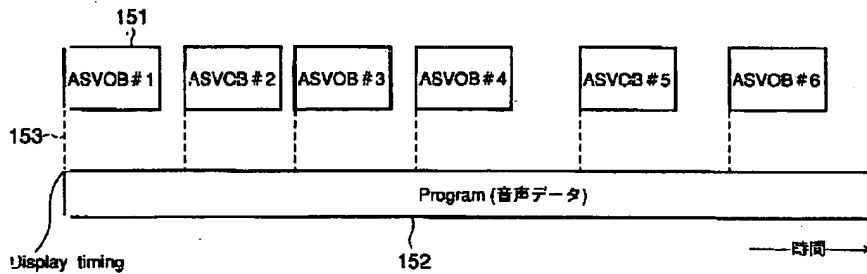 151
ASVOB#1
ASVOB#2
ASVOB#3
ASVOB#4
ASVOB#5
ASVOB#6
153
Program (音声データ)
Display timing
152
時間